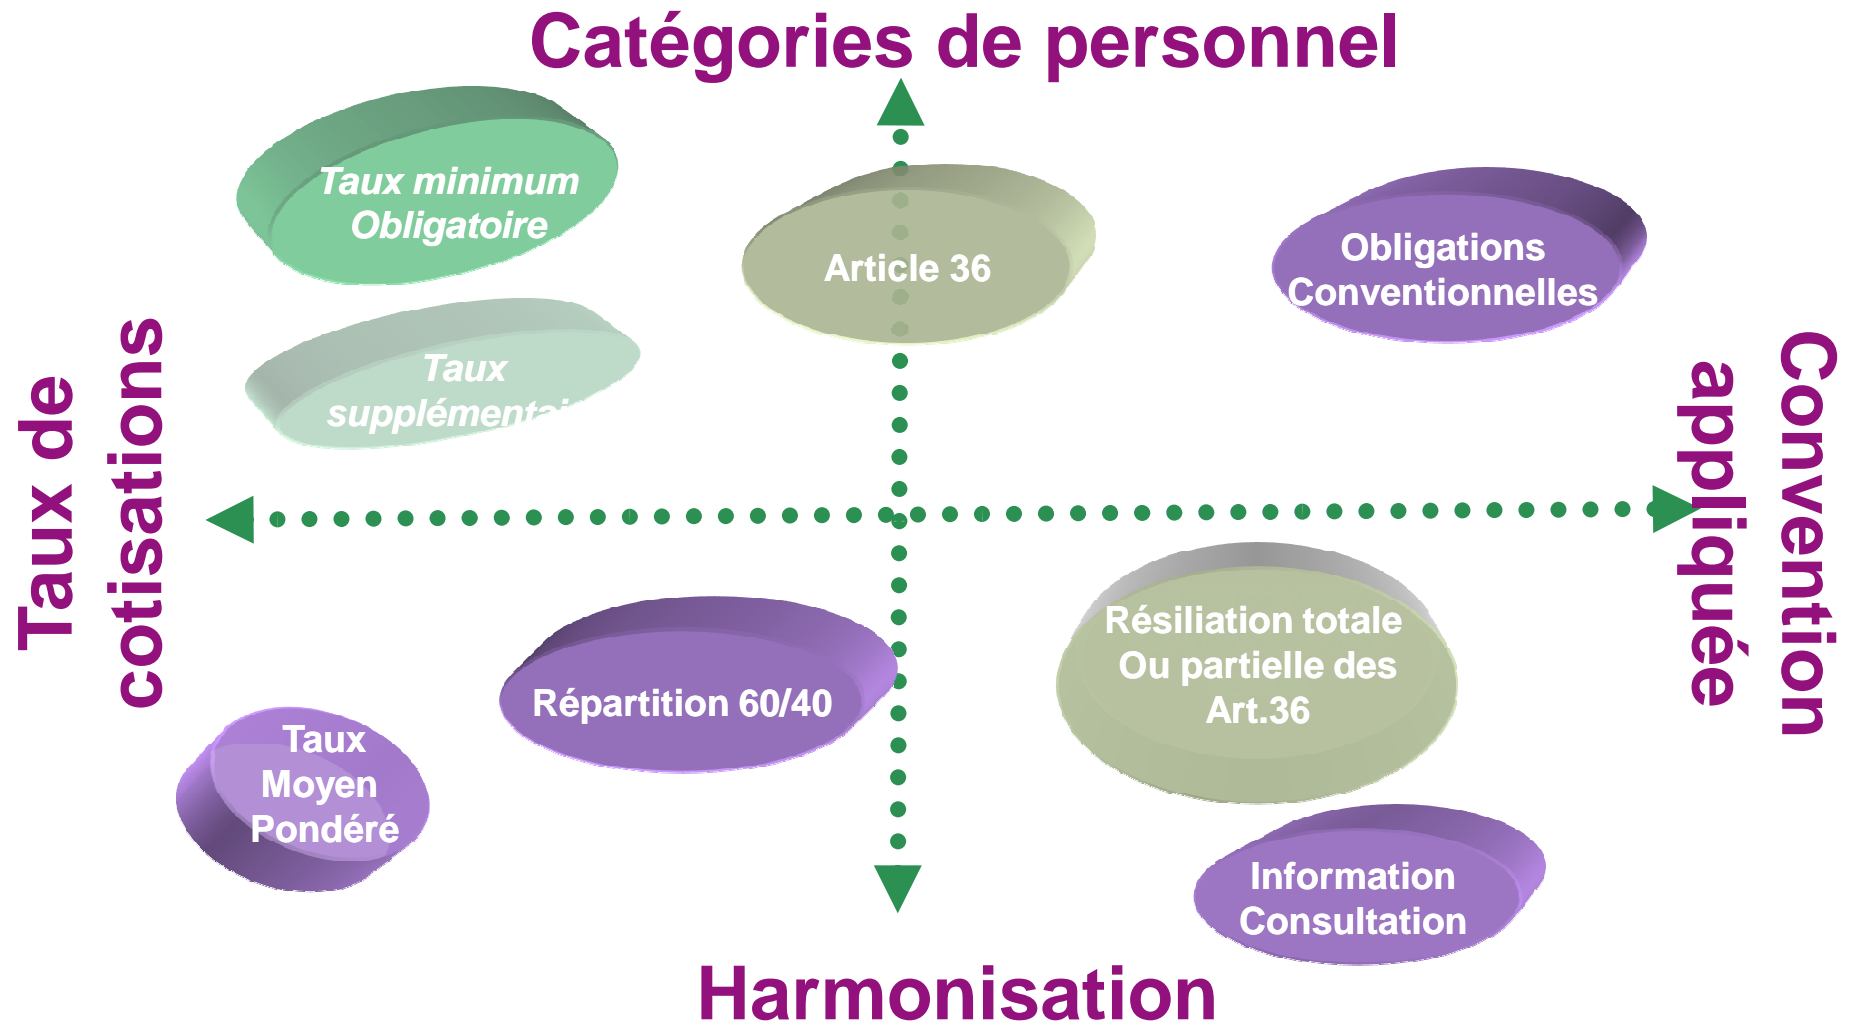 Catégories de personnel
Taux minimum
Obligatoire
Article 36
Obligations
Conventionnelles
Taux
Taux de
cotisations
Convention
appliquée
Résiliation totale
Ou partielle des
Art.36
Répartition 60/40
Taux
Moyen
Pondéré
Information
Consultation
Harmonisation